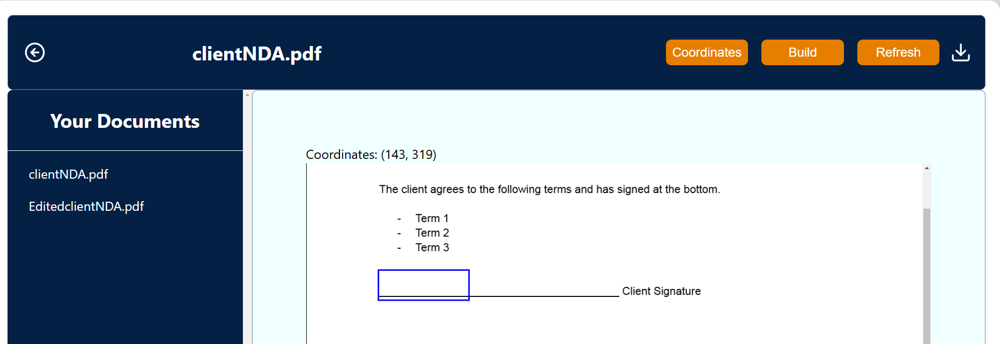 clientNDA.pdf
Coordinates
Build
Refresh
Your Documents
clientNDA.pdf
EditedclientNDA.pdf
Coordinates: (143, 319)
The client agrees to the following terms and has signed at the bottom.
- Term 1
- Term 2
- Term 3
Client Signature